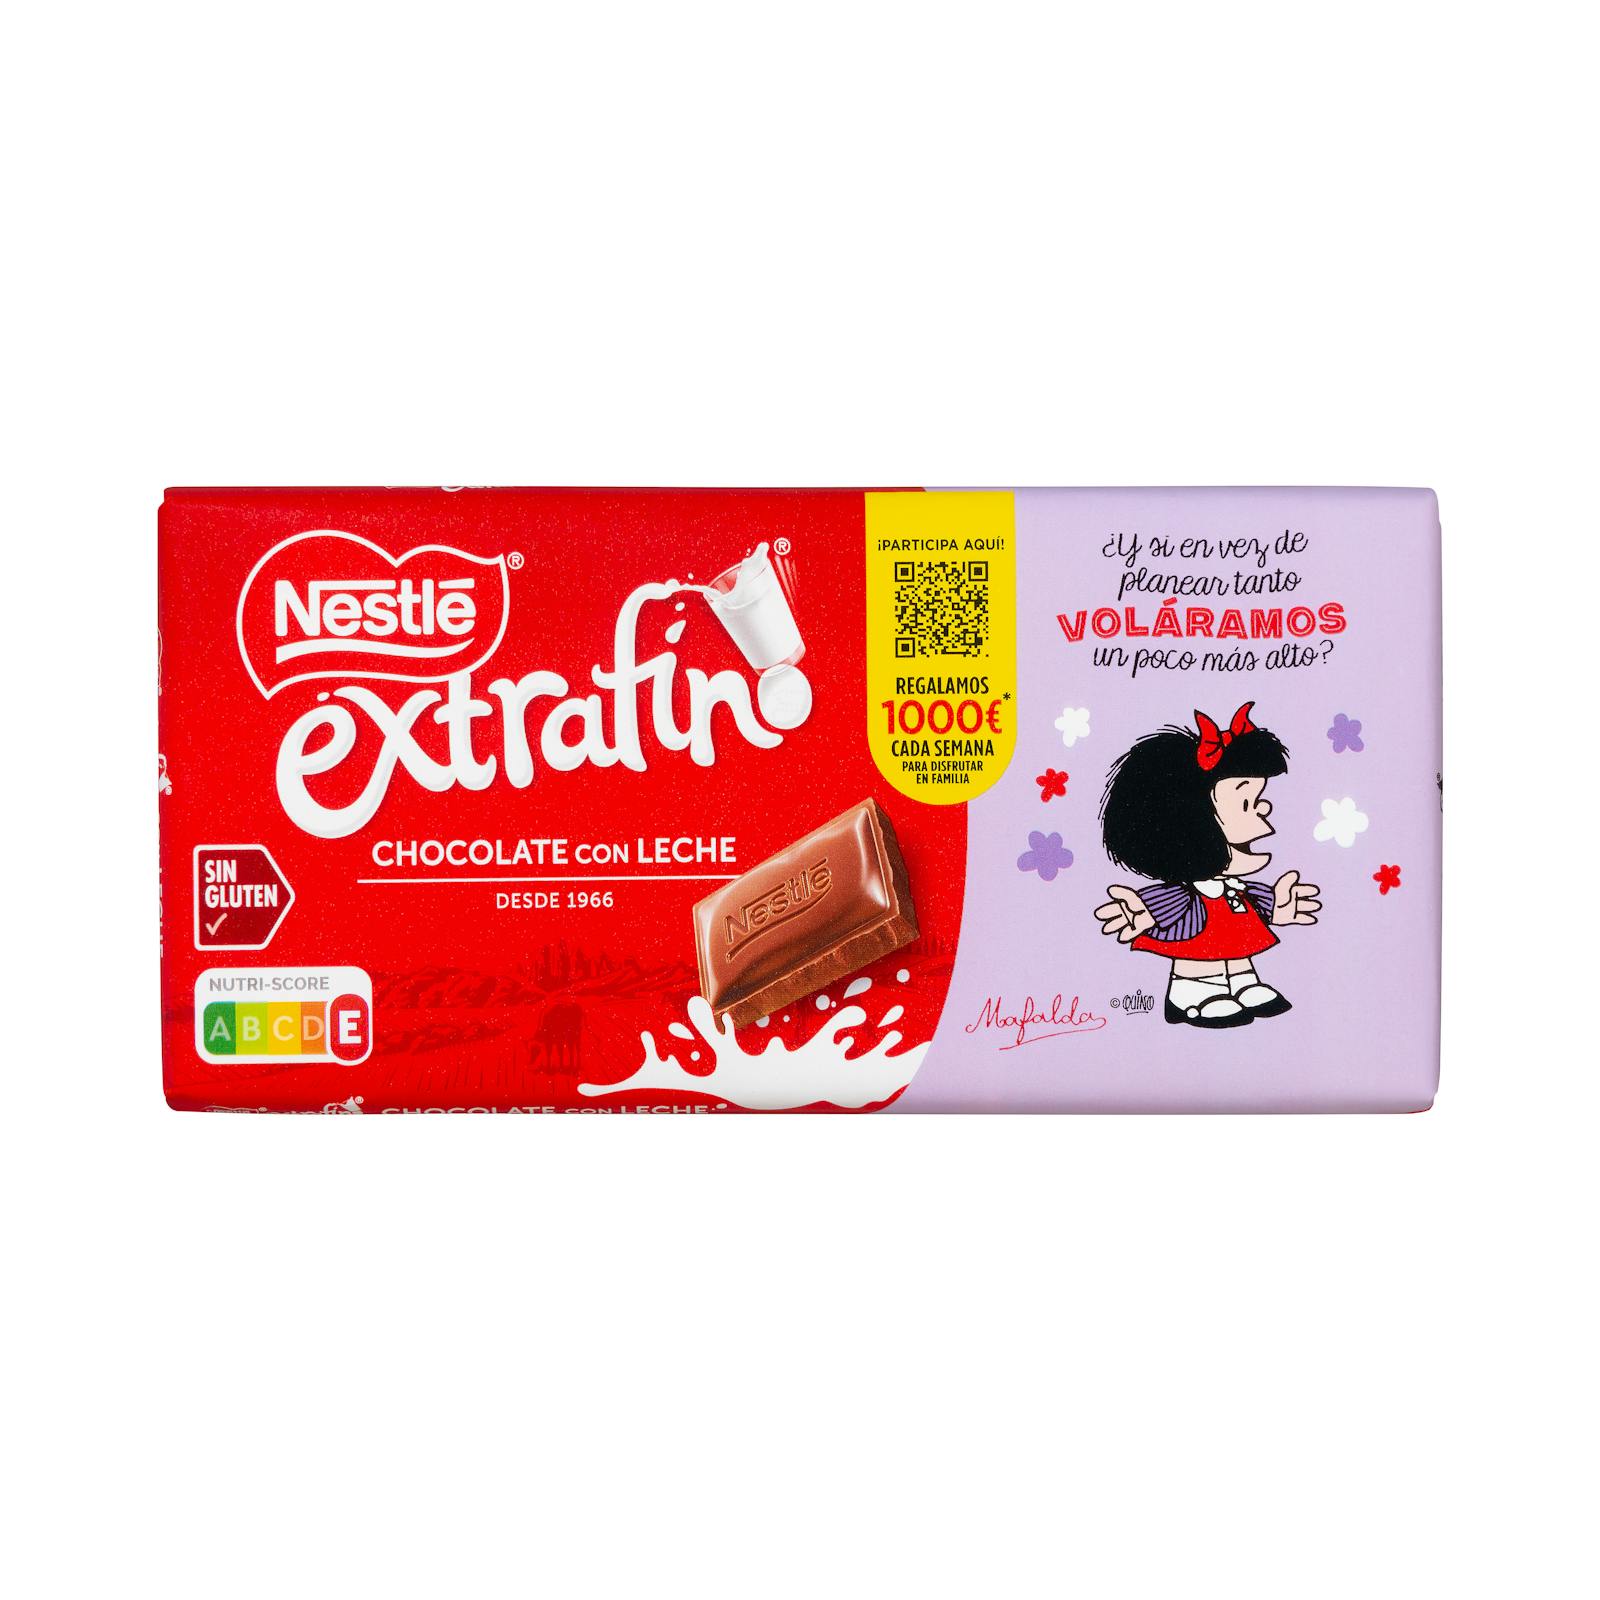 Nestlé®
extrafino®
CHOCOLATE CON LECHE
DESDE 1966
Nestlé
SIN
GLUTEN
NUTRI-SCORE
A B C D E
¡PARTICIPA AQUÍ!
REGALAMOS
1000€*
CADA SEMANA
PARA DISFRUTAR
EN FAMILIA
¿Y si en vez de
planear tanto
VOLÁRAMOS
un poco más alto?
Mafalda
© QUINO
CHOCOLATE CON LECHE